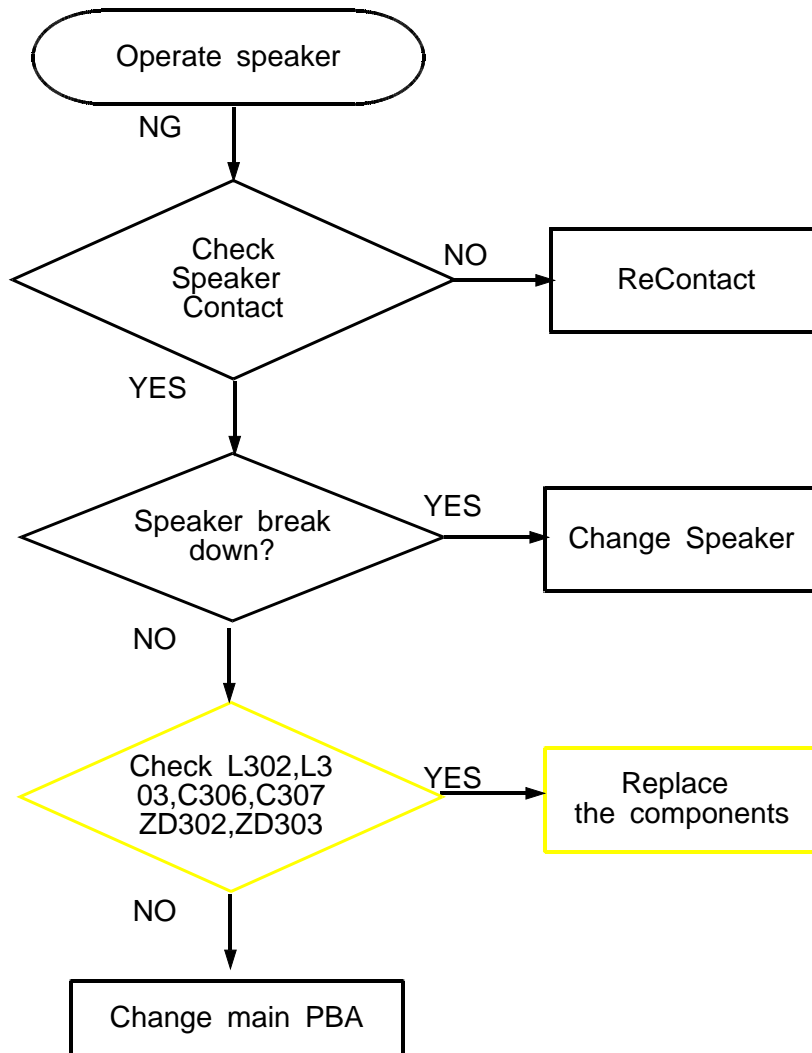 Operate speaker
NG
Check
Speaker
Contact
NO
ReContact
YES
Speaker break
down?
YES
Change Speaker
NO
Check L302,L3
03,C306,C307
ZD302,ZD303
YES
Replace
the components
NO
Change main PBA